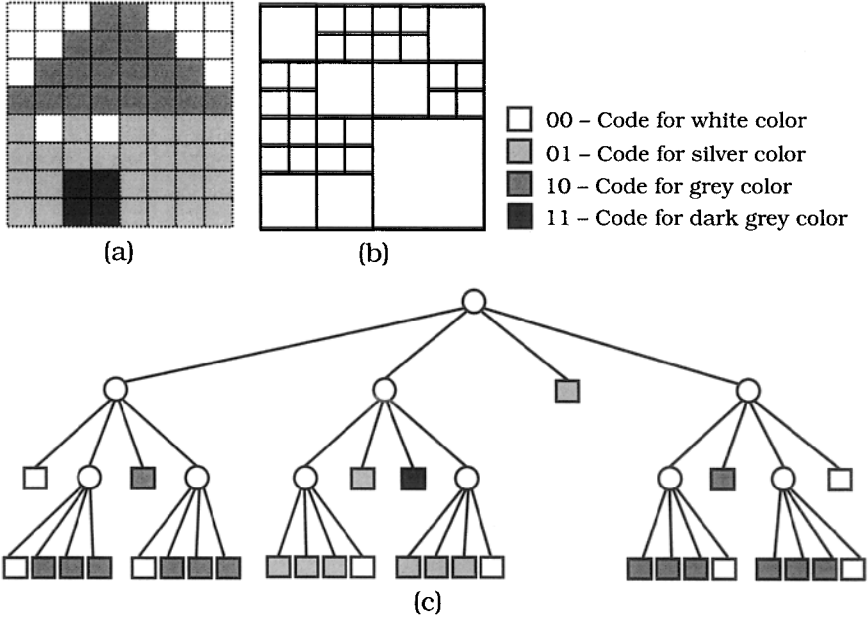 00 – Code for white color
01 – Code for silver color
10 – Code for grey color
11 – Code for dark grey color
(a)
(b)
(c)